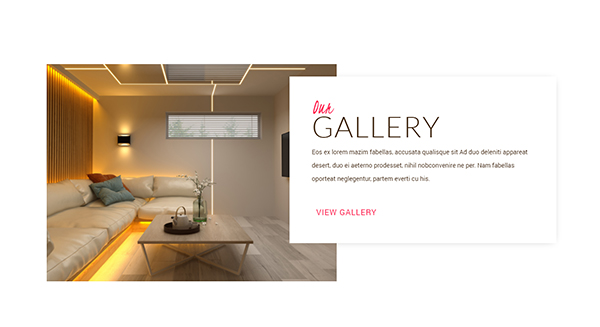 Our
GALLERY
Eos ex lorem mazim fabellas, accusata qualisque sit Ad duo deleniti appareat
desert, duo ei aeterno prodesset, nihil nobconvenire ne per. Nam fabellas
oporteat neglegentur, partem everti cu his.
VIEW GALLERY